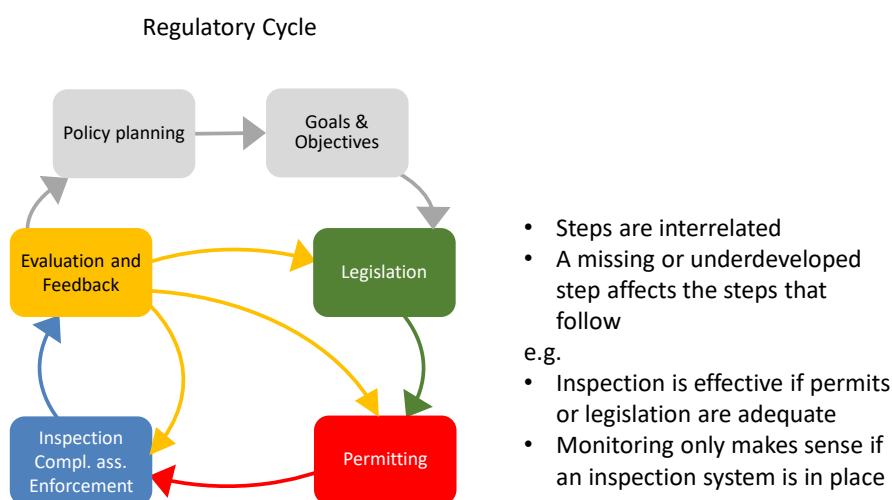 Regulatory Cycle
Policy planning
Goals &
Objectives
Evaluation and
Feedback
Legislation
Inspection
Compl. ass.
Enforcement
Permitting
• Steps are interrelated
• A missing or underdeveloped
step affects the steps that
follow
e.g.
• Inspection is effective if permits
or legislation are adequate
• Monitoring only makes sense if
an inspection system is in place